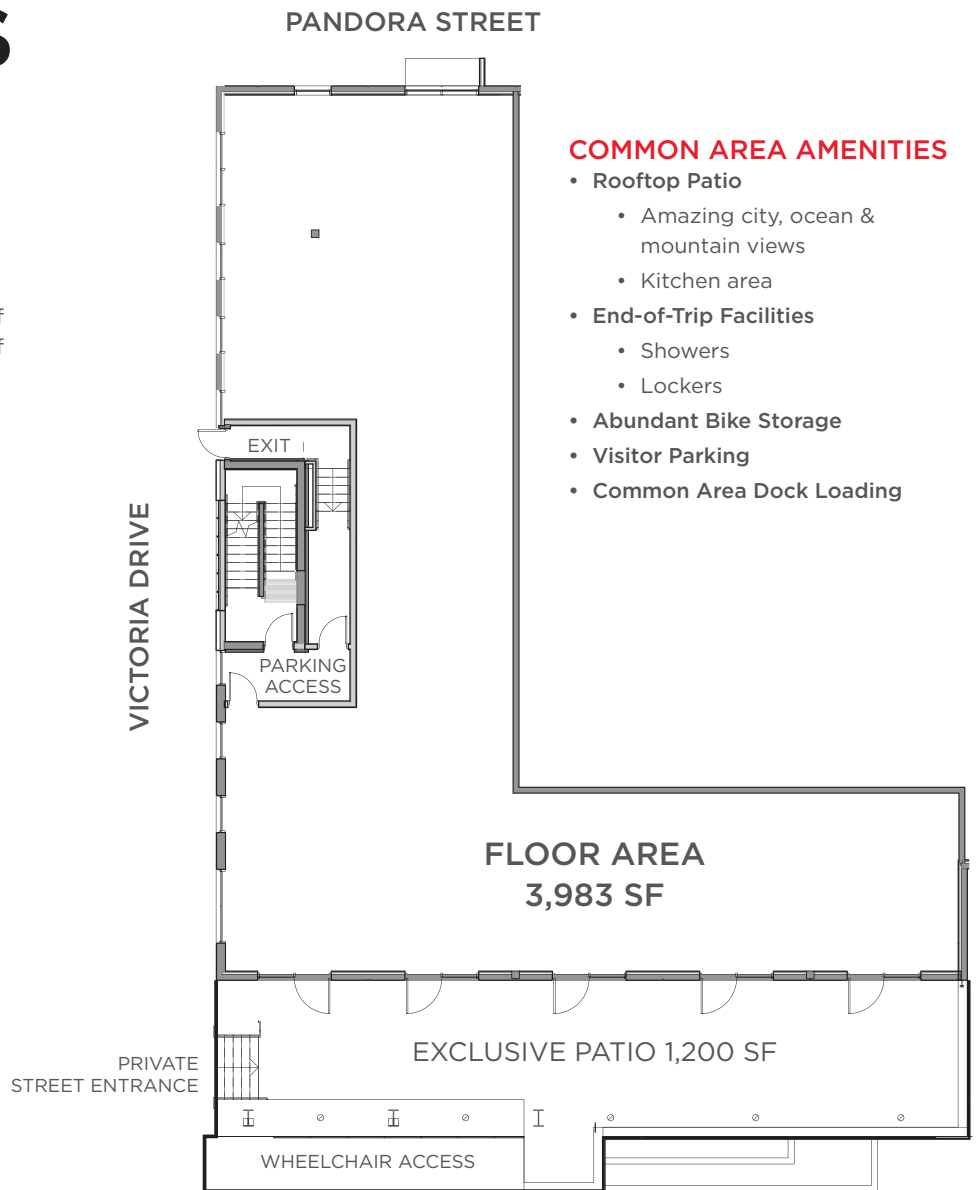 S
PANDORA STREET
COMMON AREA AMENITIES
• Rooftop Patio
• Amazing city, ocean &
mountain views
• Kitchen area
• End-of-Trip Facilities
• Showers
• Lockers
• Abundant Bike Storage
• Visitor Parking
• Common Area Dock Loading
f
f
EXIT
VICTORIA DRIVE
PARKING
ACCESS
FLOOR AREA
3,983 SF
EXCLUSIVE PATIO 1,200 SF
PRIVATE
STREET ENTRANCE
WHEELCHAIR ACCESS